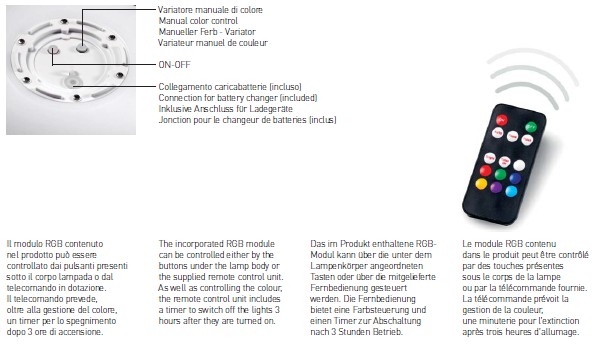 Variatore manuale di colore
Manual color control
Manueller Ferb - Variator
Variateur manuel de couleur
ON-OFF
Collegamento caricabatterie (incluso)
Connection for battery changer (included)
Inklusive Anschluss für Ladegeräte
Jonction pour le changeur de batteries (inclus)
Il modulo RGB contenuto
nel prodotto può essere
controllato dai pulsanti presenti
sotto il corpo lampada o dal
telecomando in dotazione.
Il telecomando prevede,
oltre alla gestione del colore,
un timer per lo spegnimento
dopo 3 ore di accensione.
The incorporated RGB module
can be controlled either by the
buttons under the lamp body or
the supplied remote control unit.
As well as controlling the colour,
the remote control unit includes
a timer to switch off the lights 3
hours after they are turned on.
Das im Produkt enthaltene RGB-
Modul kann über die unter dem
Lampenkörper angeordneten
Tasten oder über die mitgelieferte
Fernbedienung gesteuert
werden. Die Fernbedienung
bietet eine Farbsteuerung und
einen Timer zur Abschaltung
nach 3 Stunden Betrieb.
Le module RGB contenu
dans le produit peut être contrôlé
par des touches présentes
sous le corps de la lampe
ou par la télécommande fournie.
La télécommande prévoit la
gestion de la couleur,
une minuterie pour l'extinction
après trois heures d'allumage.